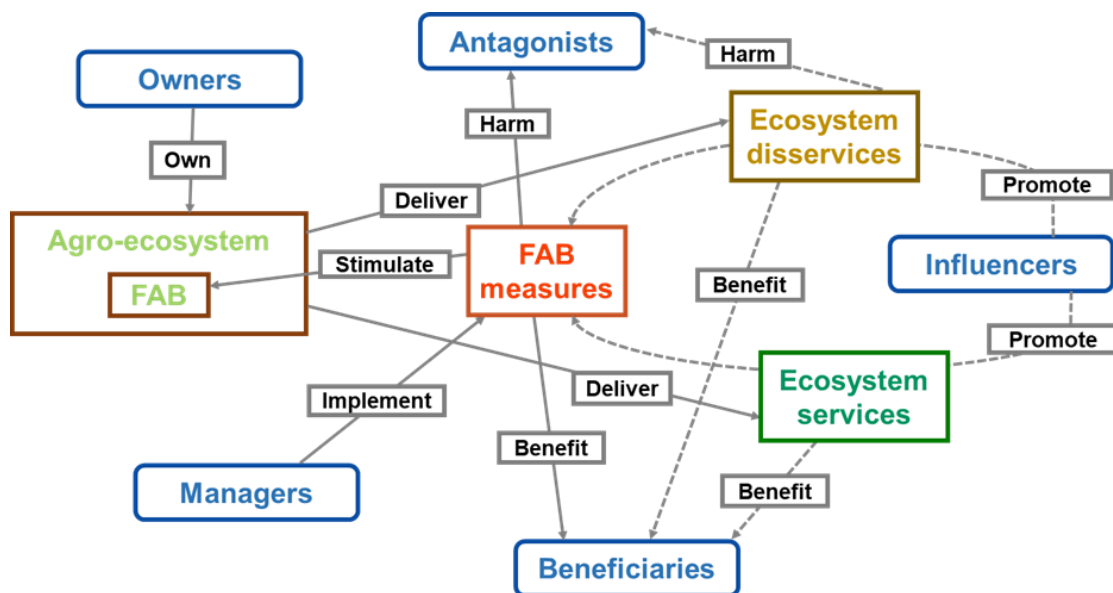 Antagonists
Harm
Owners
Harm
Ecosystem
disservices
Own
Deliver
Promote
Agro-ecosystem
FAB
Stimulate
FAB
measures
Influencers
Benefit
Promote
Implement
Deliver
Ecosystem
services
Benefit
Managers
Benefit
Beneficiaries